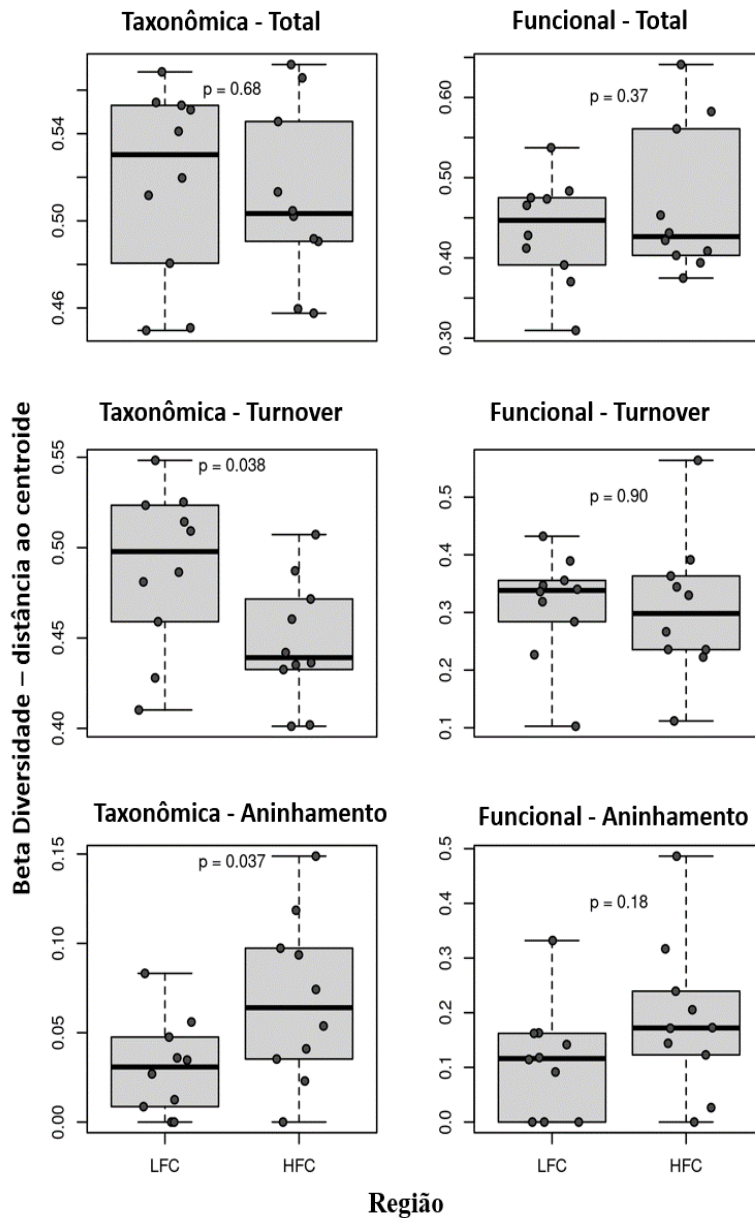 Taxonômica - Total
p = 0.68
0.54
0.50
0.46
Funcional - Total
p = 0.37
0.60
0.50
0.40
0.30
Taxonômica - Turnover
p = 0.038
0.55
0.50
0.45
0.40
Funcional - Turnover
p = 0.90
0.5
0.4
0.3
0.2
0.1
Taxonômica - Aninhamento
p = 0.037
0.15
0.10
0.05
0.00
LFC
HFC
Funcional - Aninhamento
p = 0.18
0.5
0.4
0.3
0.2
0.1
0.0
LFC
HFC
Beta Diversidade – distância ao centroide
Região